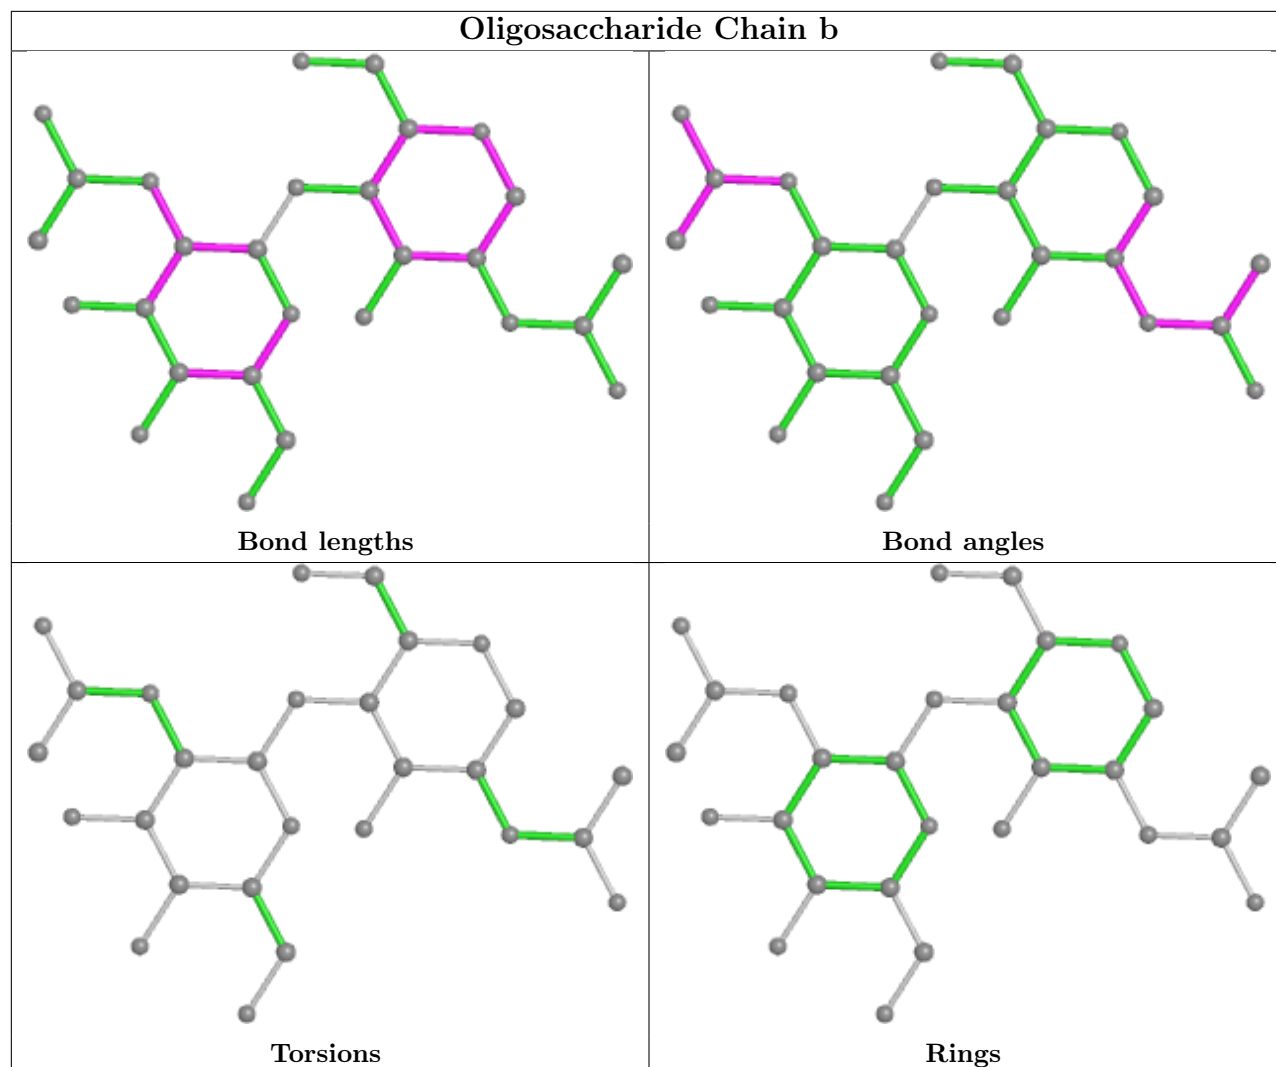 Oligosaccharide Chain b
Bond lengths
Bond angles
Torsions
Rings